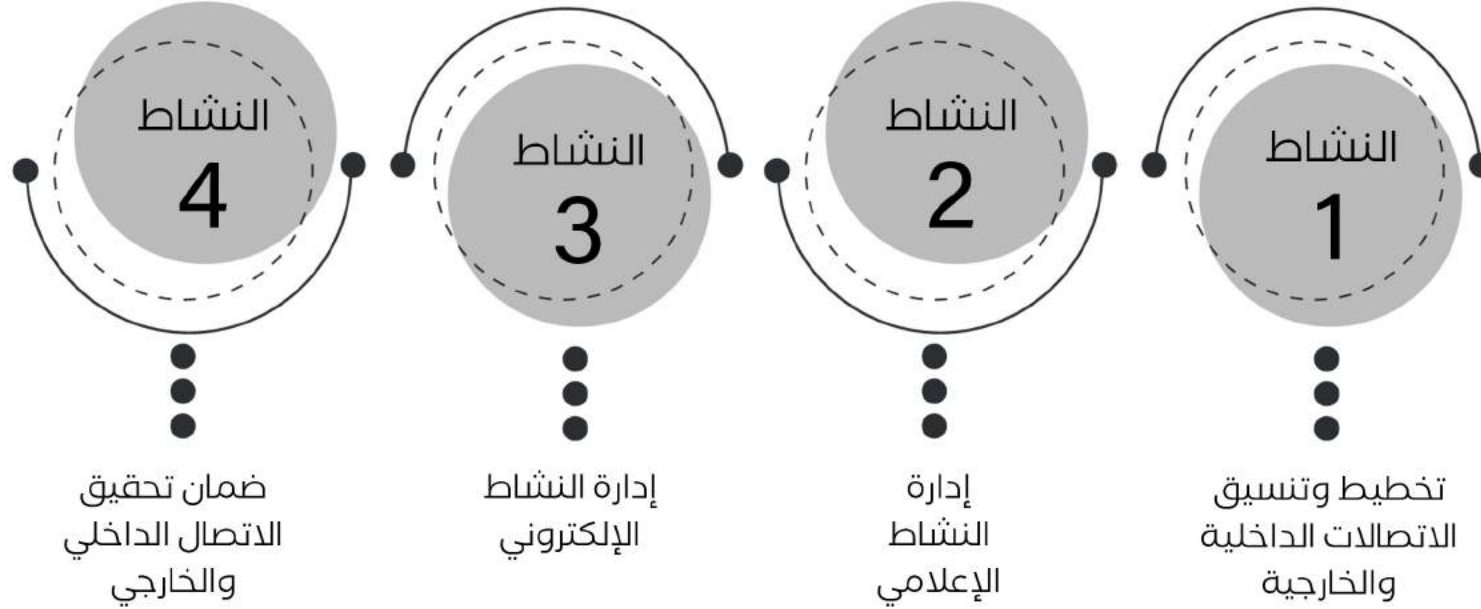 النشاط
1
تخطيط وتنسيق
الاتصالات الداخلية
والخارجية
النشاط
2
إدارة
النشاط
الإعلامي
النشاط
3
إدارة النشاط
الإلكتروني
النشاط
4
ضمان تحقيق
الاتصال الداخلي
والخارجي